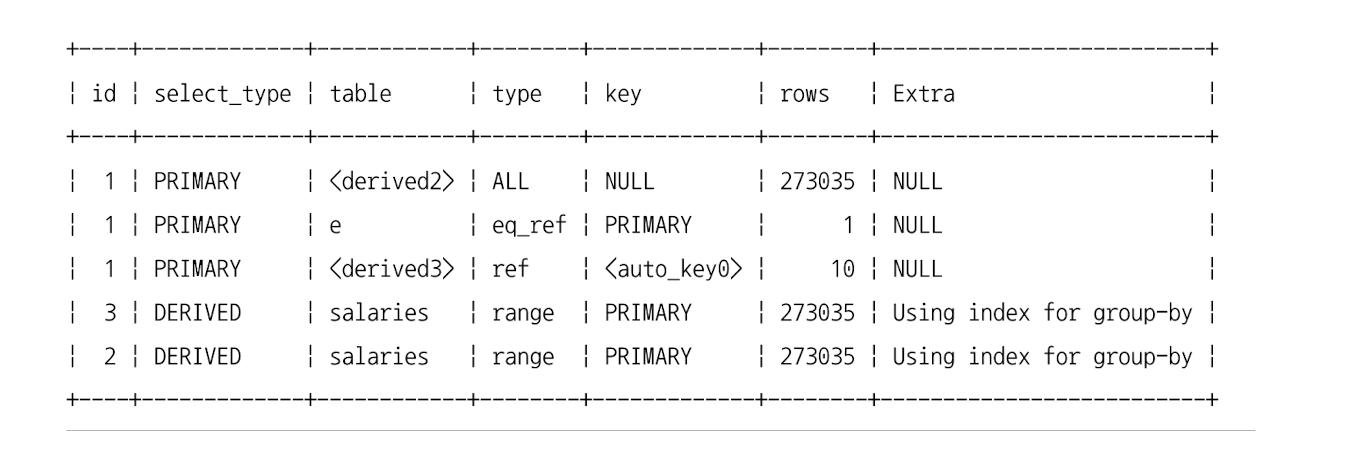 +----+-------------+------------+--------+-------------+--------+--------------------------+
¦ id ¦ select_type ¦ table      ¦ type   ¦ key         ¦ rows   ¦ Extra                    ¦
+----+-------------+------------+--------+-------------+--------+--------------------------+
¦  1 ¦ PRIMARY     ¦ <derived2> ¦ ALL    ¦ NULL        ¦ 273035 ¦ NULL                     ¦
¦  1 ¦ PRIMARY     ¦ e          ¦ eq_ref ¦ PRIMARY     ¦      1 ¦ NULL                     ¦
¦  1 ¦ PRIMARY     ¦ <derived3> ¦ ref    ¦ <auto_key0> ¦     10 ¦ NULL                     ¦
¦  3 ¦ DERIVED     ¦ salaries   ¦ range  ¦ PRIMARY     ¦ 273035 ¦ Using index for group-by ¦
¦  2 ¦ DERIVED     ¦ salaries   ¦ range  ¦ PRIMARY     ¦ 273035 ¦ Using index for group-by ¦
+----+-------------+------------+--------+-------------+--------+--------------------------+